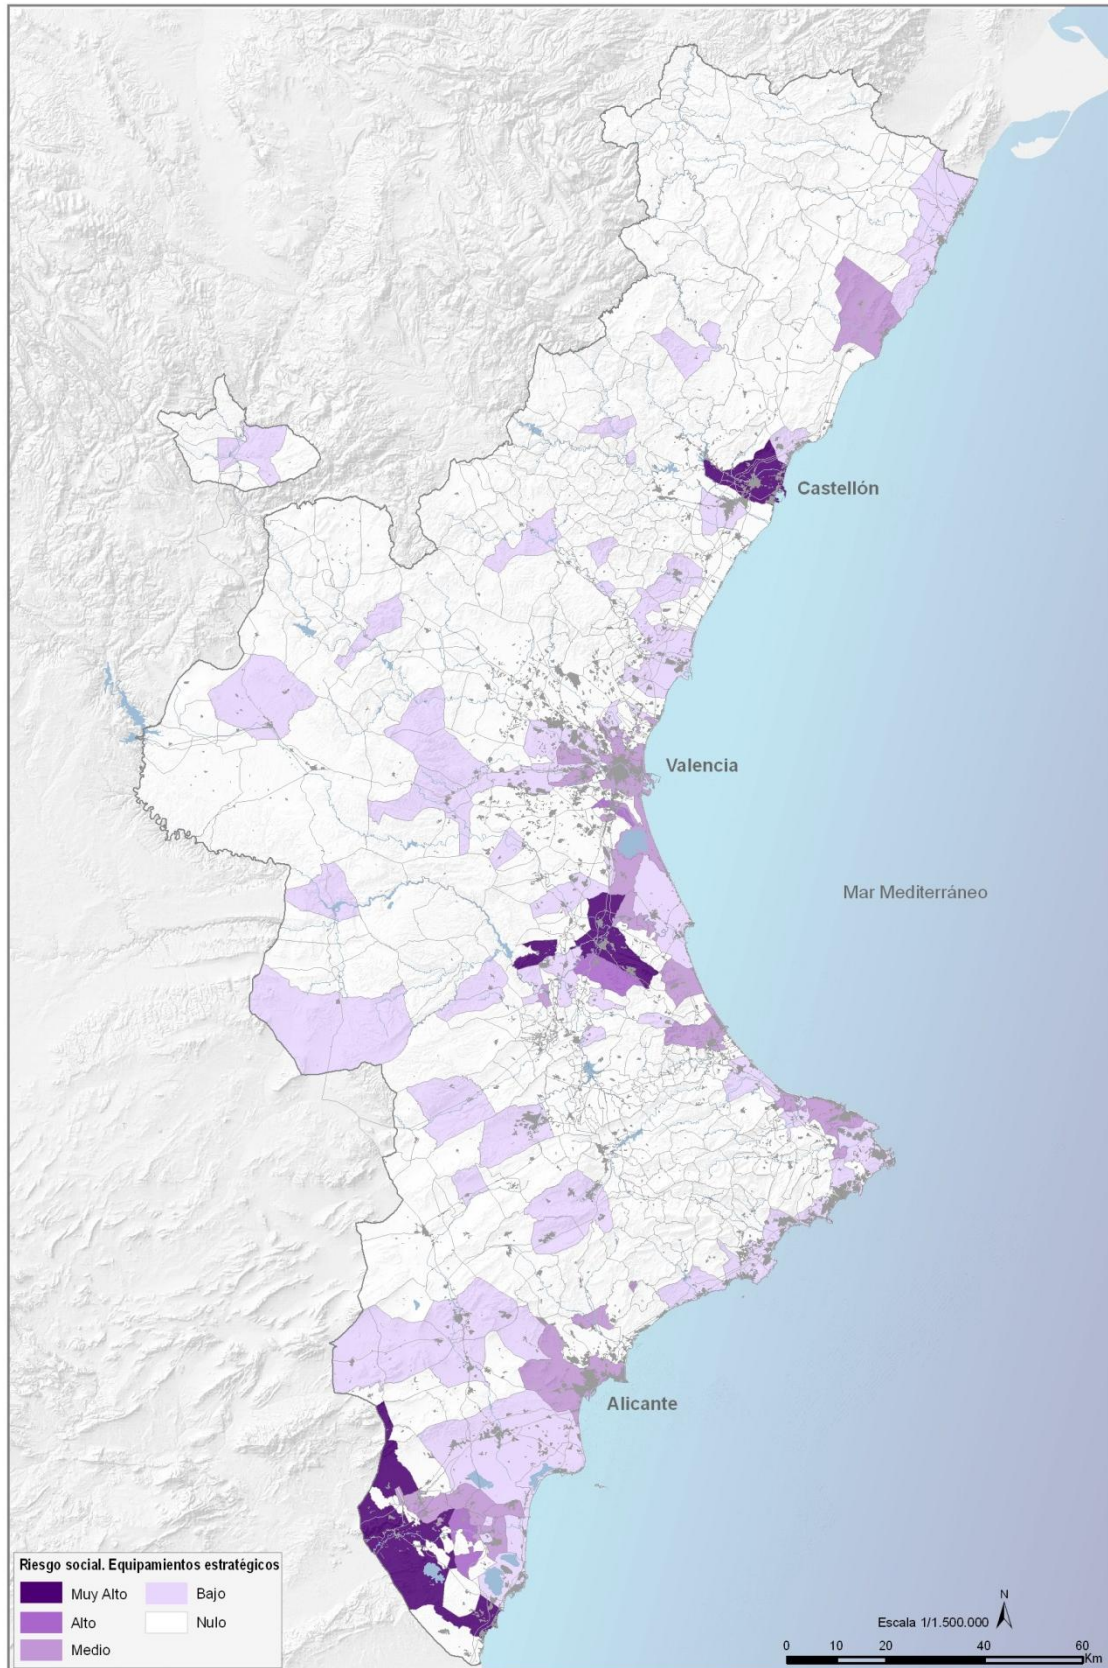 Castellón
Valencia
Mar Mediterráneo
Alicante
Riesgo social. Equipamientos estratégicos
Muy Alto
Bajo
Alto
Nulo
Medio
N
Escala 1/1.500.000
0 10 20 40 60
Km